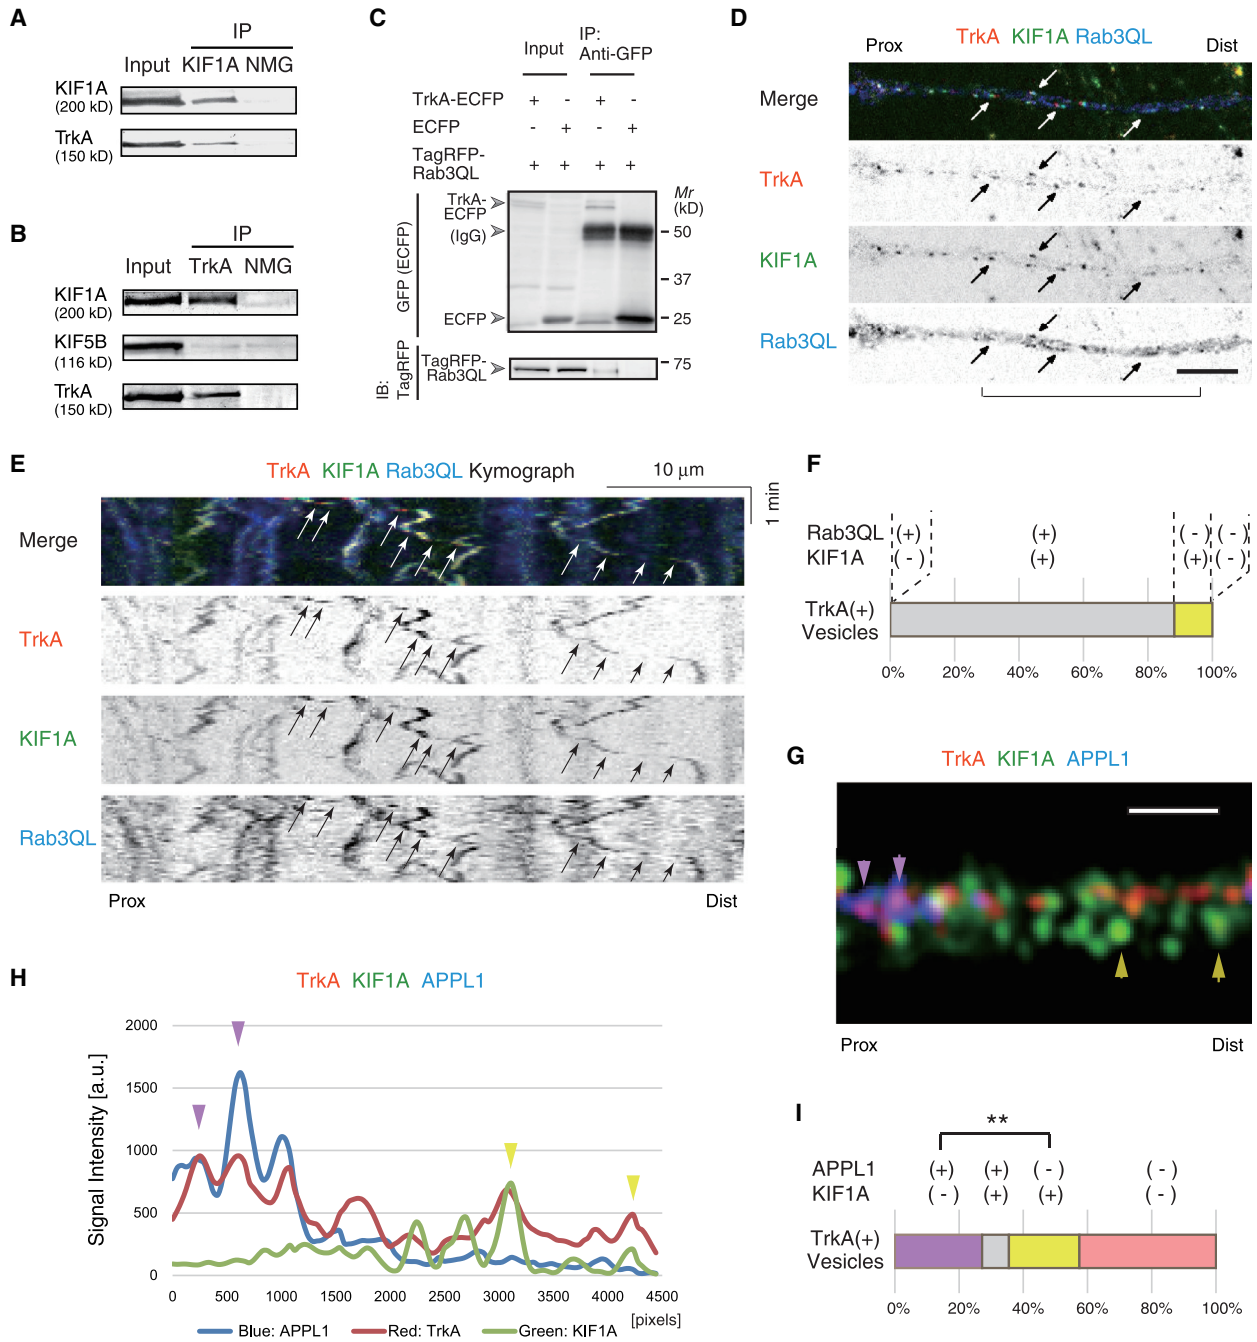 A
IP
Input KIF1A NMG
KIF1A
(200 kD)
TrkA
(150 kD)
B
IP
Input TrkA NMG
KIF1A
(200 kD)
KIF5B
(116 kD)
TrkA
(150 kD)
C
IP:
Input Anti-GFP
TrkA-ECFP + - + -
ECFP - + - +
TagRFP-
Rab3QL + + + +
GFP (ECFP)
TrkA-
ECFP
(IgG)
ECFP
Mr
(kD)
50
37
25
IB:
TagRFP
TagRFP-
Rab3QL
75
D
TrkA KIF1A Rab3QL
Prox Dist
Merge
TrkA
KIF1A
Rab3QL
E
TrkA KIF1A Rab3QL Kymograph
10 μm
1 min
Merge
TrkA
KIF1A
Rab3QL
Prox Dist
F
Rab3QL (+) (+) (-) (-)
KIF1A (-) (+) (+) (-)
TrkA(+)
Vesicles
0% 20% 40% 60% 80% 100%
G
TrkA KIF1A APPL1
Prox Dist
H
TrkA KIF1A APPL1
Signal Intensity [a.u.]
2000
1500
1000
500
0
0 500 1000 1500 2000 2500 3000 3500 4000 4500
[pixels]
Blue: APPL1 Red: TrkA Green: KIF1A
I
**
APPL1 (+) (+) (-) (-)
KIF1A (-) (+) (+) (-)
TrkA(+)
Vesicles
0% 20% 40% 60% 80% 100%